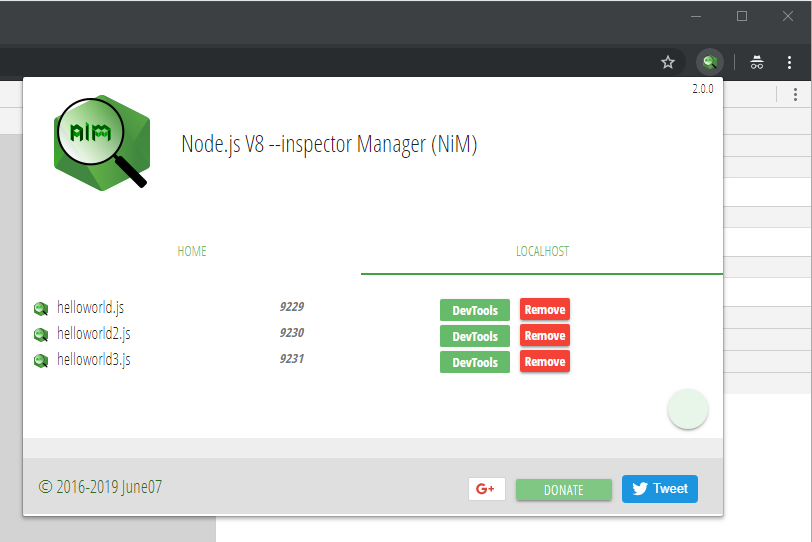 2.0.0
NiM
Node.js V8 --inspector Manager (NiM)
HOME LOCALHOST
helloworld.js 9229 DevTools Remove
helloworld2.js 9230 DevTools Remove
helloworld3.js 9231 DevTools Remove
© 2016-2019 June07 G+ DONATE Tweet